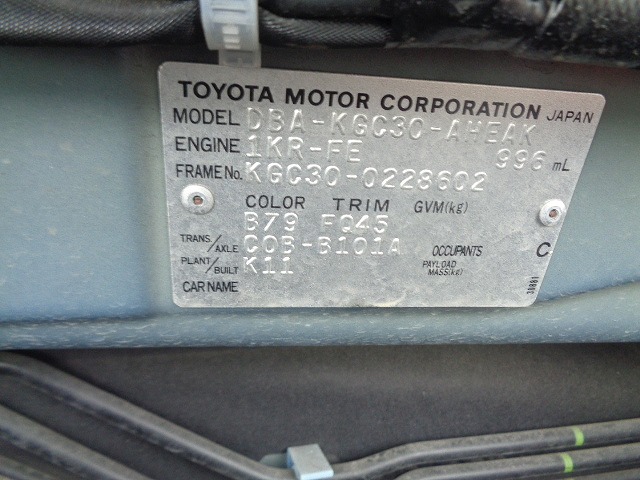 TOYOTA MOTOR CORPORATION JAPAN
MODEL DBA-KGC30-AHEAK
ENGINE 1KR-FE 996 mL
FRAME No. KGC30-0228602
COLOR TRIM GVM(kg)
B79 FQ45
TRANS/AXLE C0B-B101A OCCUPANTS C
PLANT/BUILT K11 PAYLOAD MASS(kg)
CAR NAME
30881